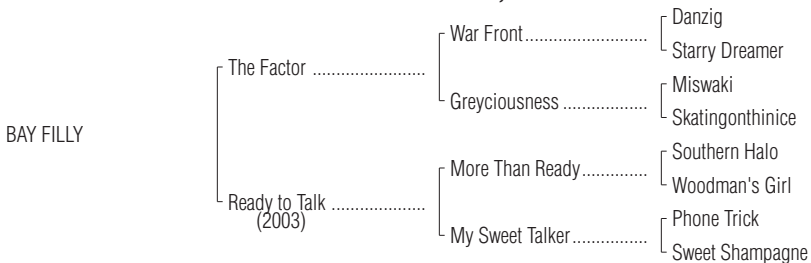 Danzig
War Front..........................
Starry Dreamer
The Factor ........................
Miswaki
Greyciousness ..................
Skatingonthinice
BAY FILLY
Southern Halo
More Than Ready..............
Woodman's Girl
Ready to Talk ....................
(2003)
Phone Trick
My Sweet Talker................
Sweet Shampagne